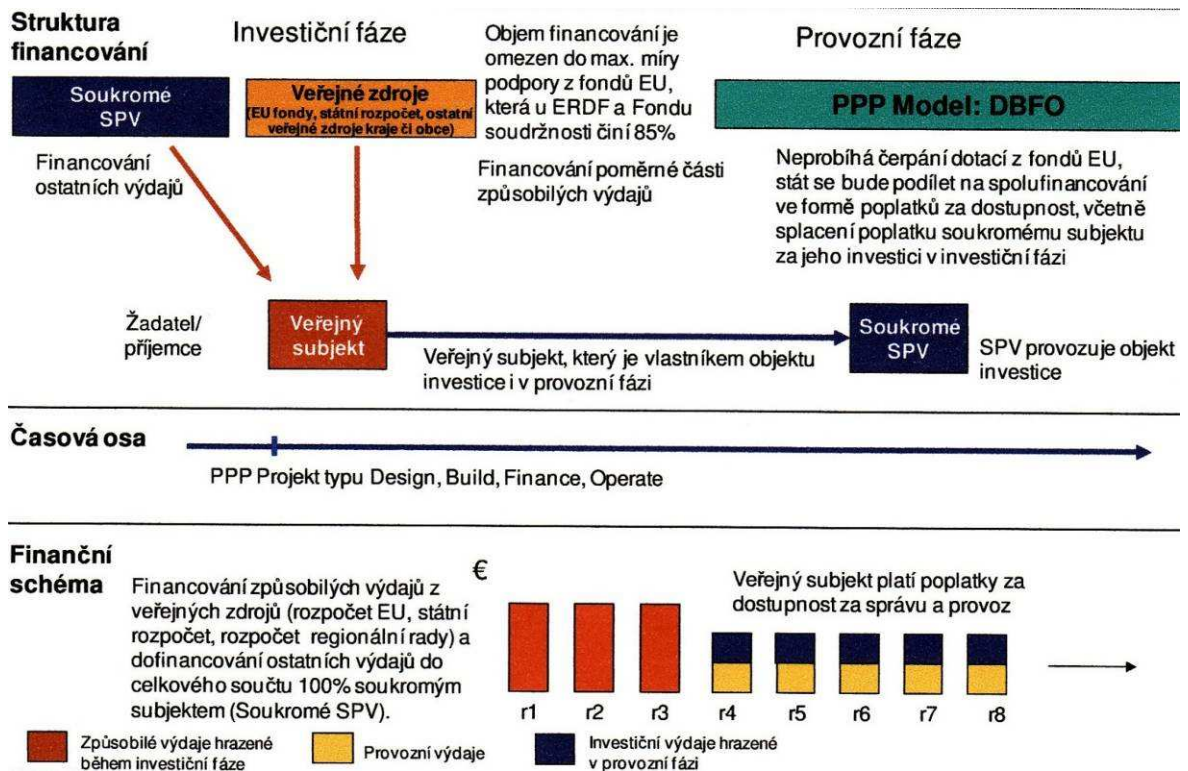 Struktura
financování
Investiční fáze
Objem financování je
omezen do max. míry
podpory z fondů EU,
která u ERDF a Fondu
soudržnosti činí 85%
Provozní fáze
Soukromé
SPV
Veřejné zdroje
(EU fondy, státní rozpočet, ostatní
veřejné zdroje kraje či obce)
PPP Model: DBFO
Financování
ostatních výdajů
Financování poměrné části
způsobilých výdajů
Neprobíhá čerpání dotací z fondů EU,
stát se bude podílet na spolufinancování
ve formě poplatků za dostupnost, včetně
splacení poplatku soukromému subjektu
za jeho investici v investiční fázi
Žadatel/
příjemce
Veřejný
subjekt
Veřejný subjekt, který je vlastníkem objektu
investice i v provozní fázi
Soukromé
SPV
SPV provozuje objekt
investice
Časová osa
PPP Projekt typu Design, Build, Finance, Operate
Finanční
schéma
Financování způsobilých výdajů z
veřejných zdrojů (rozpočet EU, státní
rozpočet, rozpočet regionální rady) a
dofinancování ostatních výdajů do
celkového součtu 100% soukromým
subjektem (Soukromé SPV).
€
Veřejný subjekt platí poplatky za
dostupnost za správu a provoz
r1 r2 r3 r4 r5 r6 r7 r8
Způsobilé výdaje hrazené
během investiční fáze
Provozní výdaje
Investiční výdaje hrazené
v provozní fázi